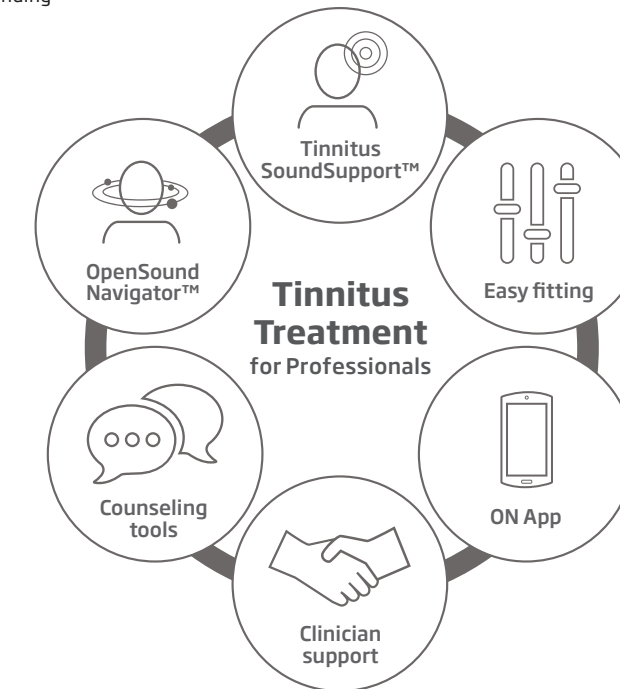 Tinnitus
SoundSupport™
OpenSound
Navigator™
Easy fitting
Tinnitus
Treatment
for Professionals
Counseling
tools
ON App
Clinician
support